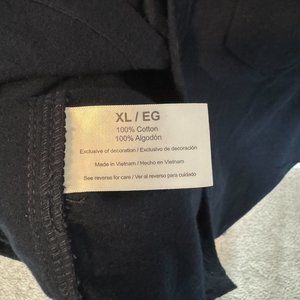 XL / EG
100% Cotton
100% Algodón
Exclusive of decoration / Exclusivo de decoración
Made in Vietnam / Hecho en Vietnam
See reverse for care / Ver al reverso para cuidado